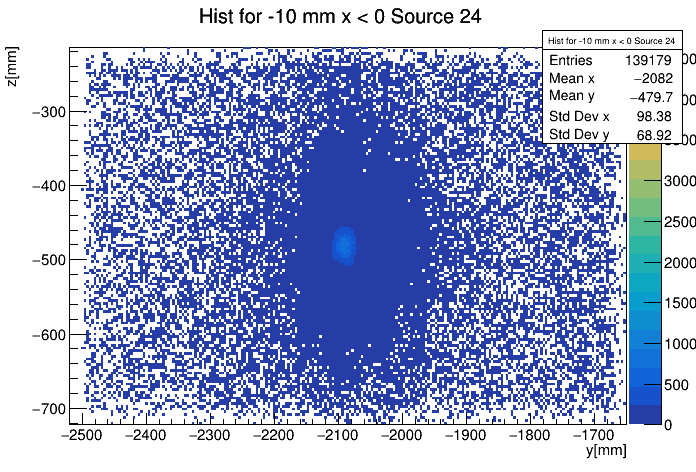 Hist for -10 mm x < 0 Source 24
Hist for -10 mm x < 0 Source 24
Entries 139179
Mean x −2082
Mean y −479.7
Std Dev x 98.38
Std Dev y 68.92
z[mm]
−300
−400
−500
−600
−700
−2500 −2400 −2300 −2200 −2100 −2000 −1900 −1800 −1700
y[mm]
3000
2500
2000
1500
1000
500
0